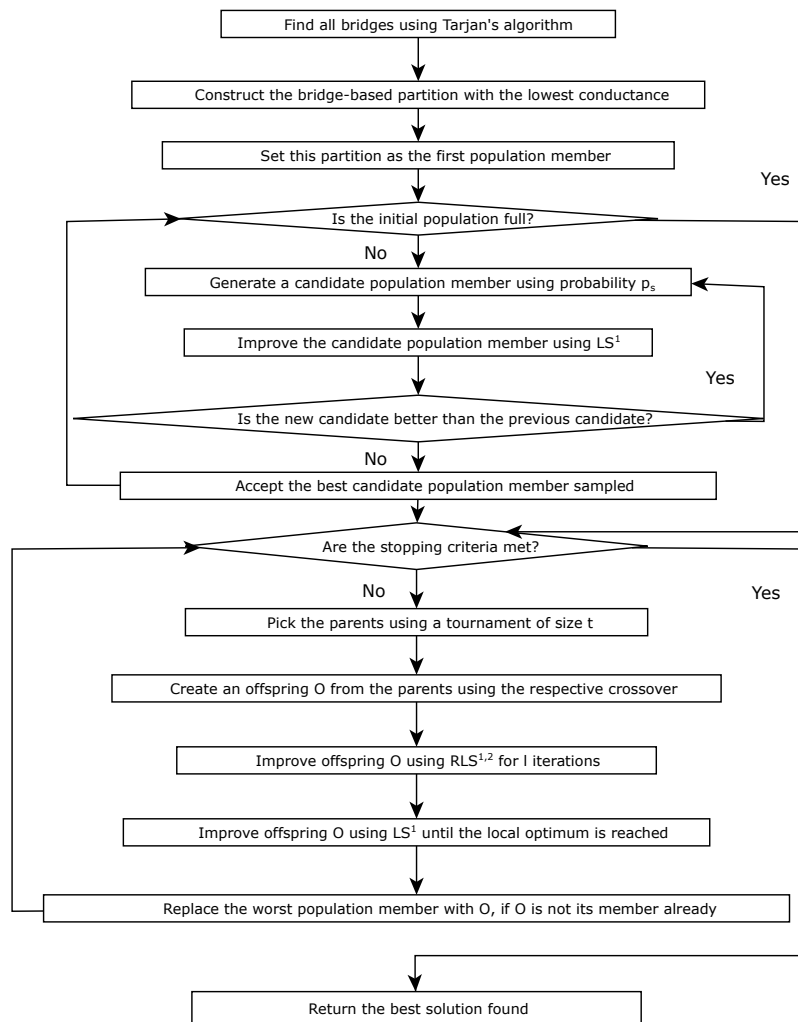 Find all bridges using Tarjan's algorithm
Construct the bridge-based partition with the lowest conductance
Set this partition as the first population member
Yes
Is the initial population full?
No
Generate a candidate population member using probability pₛ
Improve the candidate population member using LS¹
Yes
Is the new candidate better than the previous candidate?
No
Accept the best candidate population member sampled
Are the stopping criteria met?
No
Yes
Pick the parents using a tournament of size t
Create an offspring O from the parents using the respective crossover
Improve offspring O using RLS¹,² for l iterations
Improve offspring O using LS¹ until the local optimum is reached
Replace the worst population member with O, if O is not its member already
Return the best solution found